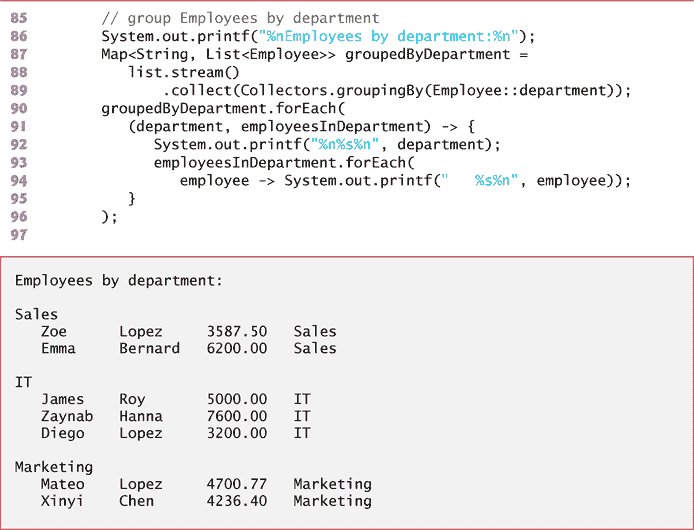 85 // group Employees by department
86 System.out.printf("%nEmployees by department:%n");
87 Map<String, List<Employee>> groupedByDepartment =
88 list.stream()
89 .collect(Collectors.groupingBy(Employee::department));
90 groupedByDepartment.forEach(
91 (department, employeesInDepartment) -> {
92 System.out.printf("%n%s%n", department);
93 employeesInDepartment.forEach(
94 employee -> System.out.printf("   %s%n", employee));
95 }
96 );
97
Employees by department:
Sales
Zoe Lopez 3587.50 Sales
Emma Bernard 6200.00 Sales
IT
James Roy 5000.00 IT
Zaynab Hanna 7600.00 IT
Diego Lopez 3200.00 IT
Marketing
Mateo Lopez 4700.77 Marketing
Xinyi Chen 4236.40 Marketing